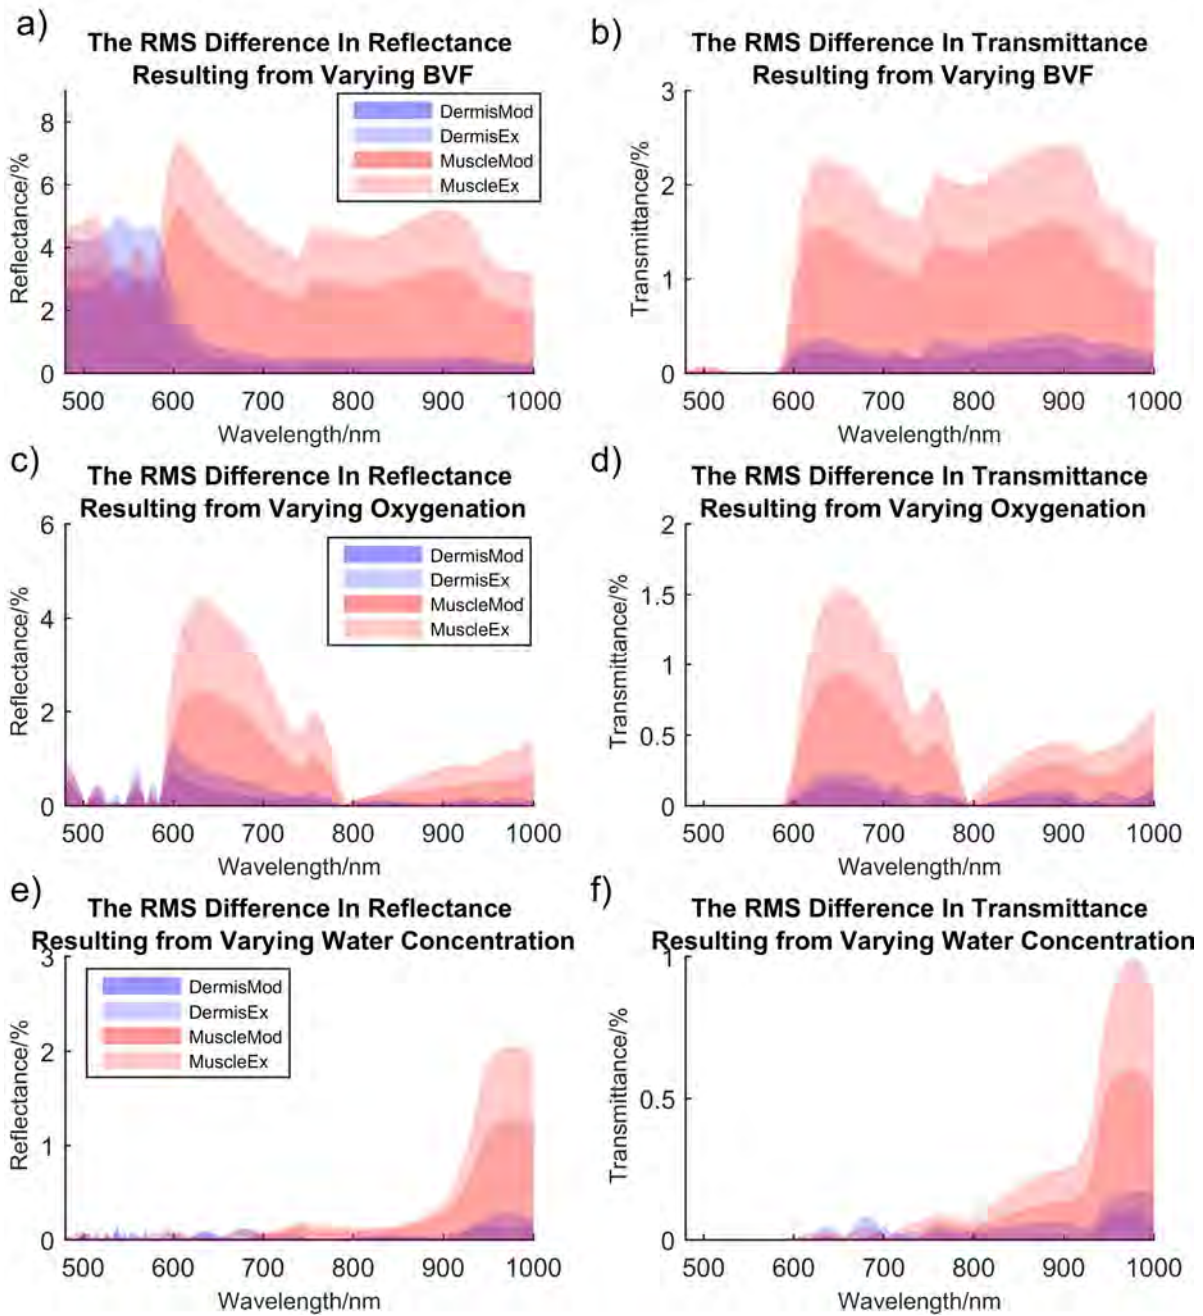 a)
The RMS Difference In Reflectance
Resulting from Varying BVF
8
6
4
2
0
Reflectance/%
DermisMod
DermisEx
MuscleMod
MuscleEx
500 600 700 800 900 1000
Wavelength/nm
b)
The RMS Difference In Transmittance
Resulting from Varying BVF
3
2
1
0
Transmittance/%
500 600 700 800 900 1000
Wavelength/nm
c)
The RMS Difference In Reflectance
Resulting from Varying Oxygenation
6
4
2
0
Reflectance/%
DermisMod
DermisEx
MuscleMod
MuscleEx
500 600 700 800 900 1000
Wavelength/nm
d)
The RMS Difference In Transmittance
Resulting from Varying Oxygenation
2
1.5
1
0.5
0
Transmittance/%
500 600 700 800 900 1000
Wavelength/nm
e)
The RMS Difference In Reflectance
Resulting from Varying Water Concentration
3
2
1
0
Reflectance/%
DermisMod
DermisEx
MuscleMod
MuscleEx
500 600 700 800 900 1000
Wavelength/nm
f)
The RMS Difference In Transmittance
Resulting from Varying Water Concentration
1
0.5
0
Transmittance/%
500 600 700 800 900 1000
Wavelength/nm